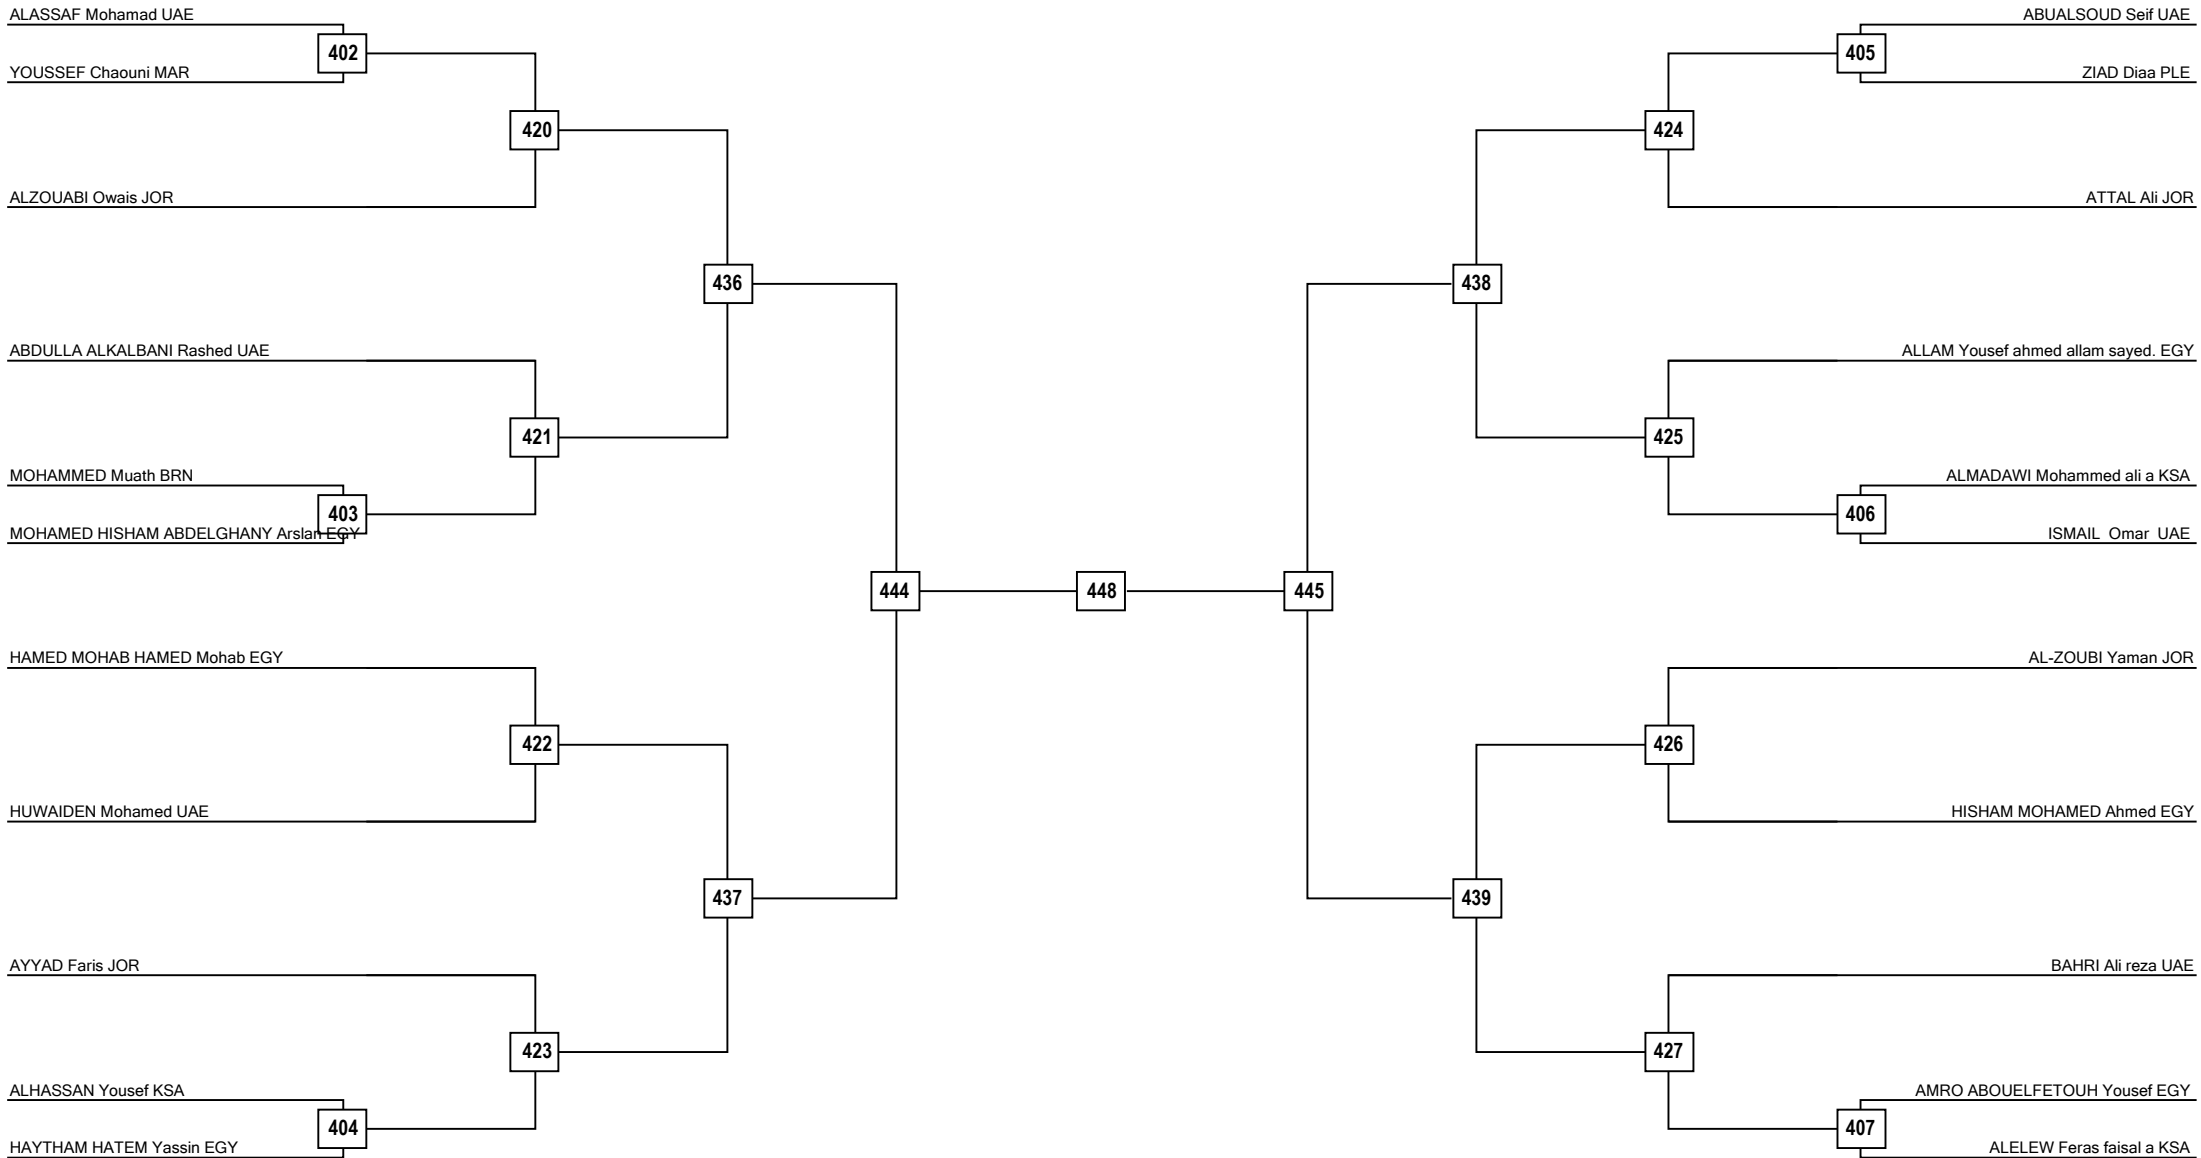 ALASSAF Mohamad UAE
402
YOUSSEF Chaouni MAR
420
ALZOUABI Owais JOR
436
ABDULLA ALKALBANI Rashed UAE
421
MOHAMMED Muath BRN
403
MOHAMED HISHAM ABDELGHANY Arslan EGY
444
HAMED MOHAB HAMED Mohab EGY
422
HUWAIDEN Mohamed UAE
437
AYYAD Faris JOR
423
ALHASSAN Yousef KSA
404
HAYTHAM HATEM Yassin EGY
448
ABUALSOUD Seif UAE
405
ZIAD Diaa PLE
424
ATTAL Ali JOR
438
ALLAM Yousef ahmed allam sayed. EGY
425
ALMADAWI Mohammed ali a KSA
406
ISMAIL Omar UAE
445
AL-ZOUBI Yaman JOR
426
HISHAM MOHAMED Ahmed EGY
439
BAHRI Ali reza UAE
427
AMRO ABOUELFETOUH Yousef EGY
407
ALELEW Feras faisal a KSA